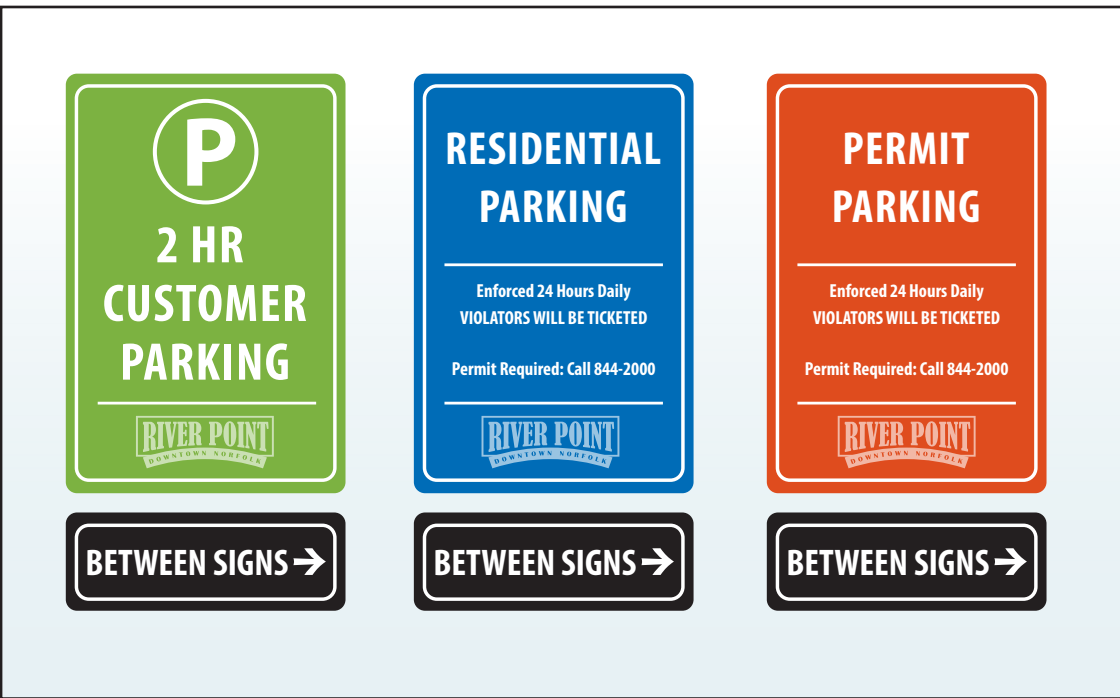 P
2 HR
CUSTOMER
PARKING
RIVER POINT
DOWNTOWN NORFOLK
BETWEEN SIGNS →
RESIDENTIAL
PARKING
Enforced 24 Hours Daily
VIOLATORS WILL BE TICKETED
Permit Required: Call 844-2000
RIVER POINT
DOWNTOWN NORFOLK
BETWEEN SIGNS →
PERMIT
PARKING
Enforced 24 Hours Daily
VIOLATORS WILL BE TICKETED
Permit Required: Call 844-2000
RIVER POINT
DOWNTOWN NORFOLK
BETWEEN SIGNS →